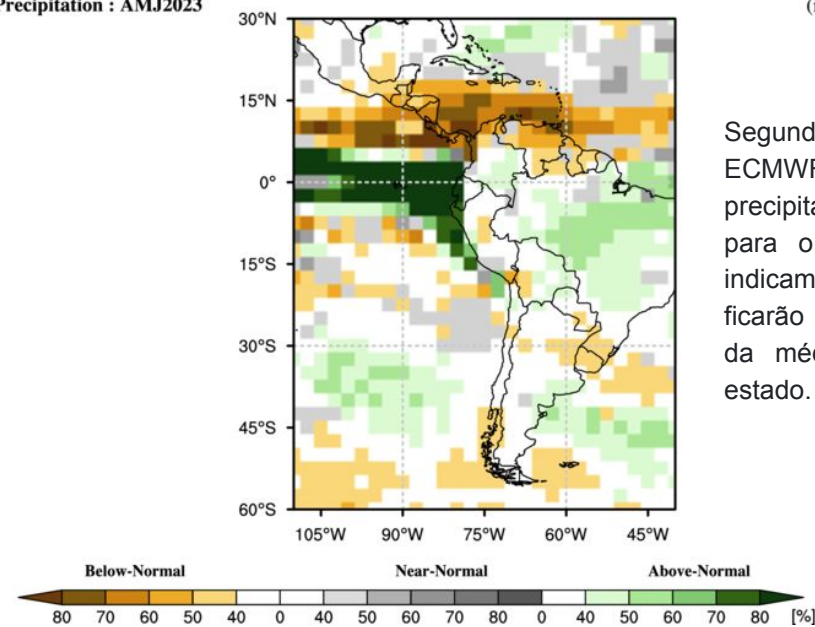 Precipitation : AMJ2023
30°N
15°N
0°
15°S
30°S
45°S
60°S
105°W 90°W 75°W 60°W 45°W
Below-Normal Near-Normal Above-Normal
80 70 60 50 40 0 40 50 60 70 80 0 40 50 60 70 80 [%]
Segund
ECMWF
precipita
para o
indicam
ficarão
da méd
estado.